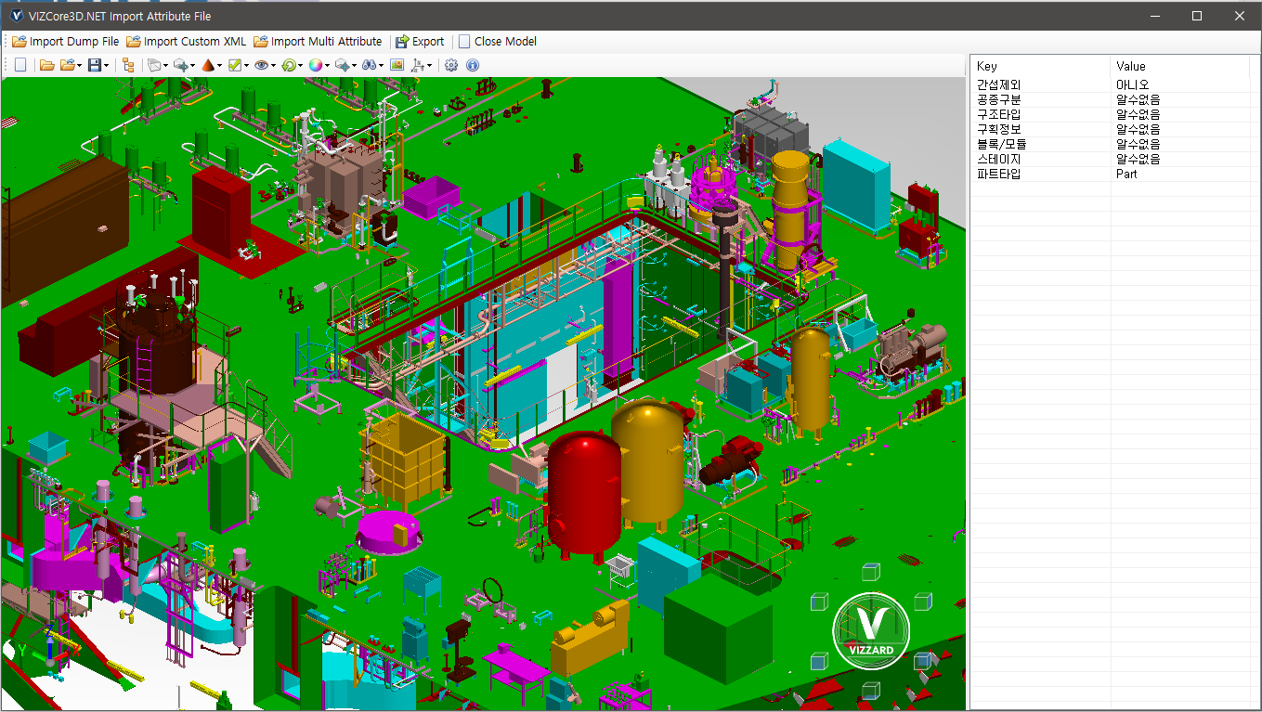 VIZCore3D.NET Import Attribute File
Import Dump File Import Custom XML Import Multi Attribute Export Close Model
Key Value
간섭제외 아니오
공종구분 알수없음
구조타입 알수없음
구획정보 알수없음
블록/모듈 알수없음
스테이지 알수없음
파트타입 Part
V
VIZZARD
Y